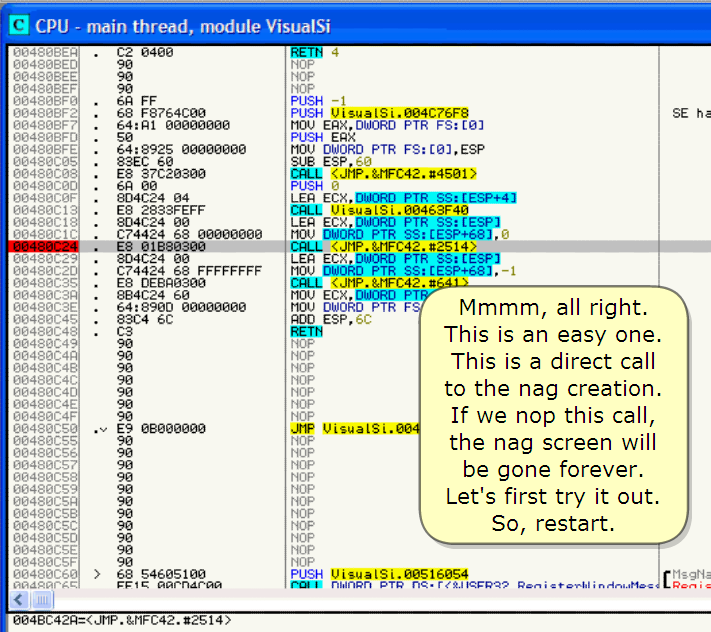 C CPU - main thread, module VisualSi
00480BEA . C2 0400 RETN 4
00480BED 90 NOP
00480BEE 90 NOP
00480BEF 90 NOP
00480BF0 . 6A FF PUSH -1
00480BF2 . 68 F8764C00 PUSH VisualSi.004C76F8 SE ha
00480BF7 . 64:A1 00000000 MOV EAX,DWORD PTR FS:[0]
00480BFD . 50 PUSH EAX
00480BFE . 64:8925 00000000 MOV DWORD PTR FS:[0],ESP
00480C05 . 83EC 60 SUB ESP,60
00480C08 . E8 37C20300 CALL <JMP.&MFC42.#4501>
00480C0D . 6A 00 PUSH 0
00480C0F . 8D4C24 04 LEA ECX,DWORD PTR SS:[ESP+4]
00480C13 . E8 2833FEFF CALL VisualSi.00463F40
00480C18 . 8D4C24 00 LEA ECX,DWORD PTR SS:[ESP]
00480C1C . C74424 68 00000000 MOV DWORD PTR SS:[ESP+68],0
00480C24 . E8 01B80300 CALL <JMP.&MFC42.#2514>
00480C29 . 8D4C24 00 LEA ECX,DWORD PTR SS:[ESP]
00480C2D . C74424 68 FFFFFFFF MOV DWORD PTR SS:[ESP+68],-1
00480C35 . E8 DEBA0300 CALL <JMP.&MFC42.#641>
00480C3A . 8B4C24 60 MOV ECX,DWORD PTR
00480C3E . 64:890D 00000000 MOV DWORD PTR FS
00480C45 . 83C4 6C ADD ESP,6C
00480C48 . C3 RETN
00480C49 90 NOP
00480C4A 90 NOP
00480C4B 90 NOP
00480C4C 90 NOP
00480C4D 90 NOP
00480C4E 90 NOP
00480C4F 90 NOP
00480C50 .v E9 0B000000 JMP VisualSi.004
00480C55 90 NOP
00480C56 90 NOP
00480C57 90 NOP
00480C58 90 NOP
00480C59 90 NOP
00480C5A 90 NOP
00480C5B 90 NOP
00480C5C 90 NOP
00480C5D 90 NOP
00480C5E 90 NOP
00480C5F 90 NOP
00480C60 > 68 54605100 PUSH VisualSi.00516054 MsgNa
00480C65 . FF15 00CD4C00 CALL DWORD PTR DS:[<&USER32.RegisterWindowMess Regis
Mmmm, all right.
This is an easy one.
This is a direct call
to the nag creation.
If we nop this call,
the nag screen will
be gone forever.
Let's first try it out.
So, restart.
004BC42A=<JMP.&MFC42.#2514>